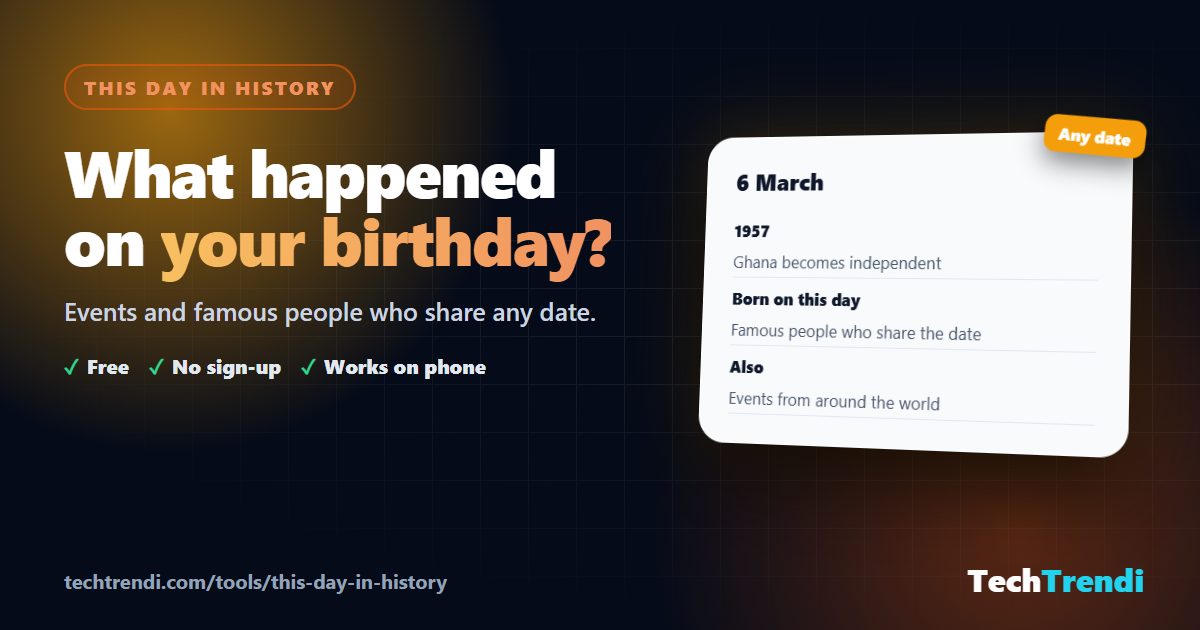 THIS DAY IN HISTORY
What happened
on your birthday?
Events and famous people who share any date.
✓ Free ✓ No sign-up ✓ Works on phone
Any date
6 March
1957
Ghana becomes independent
Born on this day
Famous people who share the date
Also
Events from around the world
techtrendi.com/tools/this-day-in-history
TechTrendi